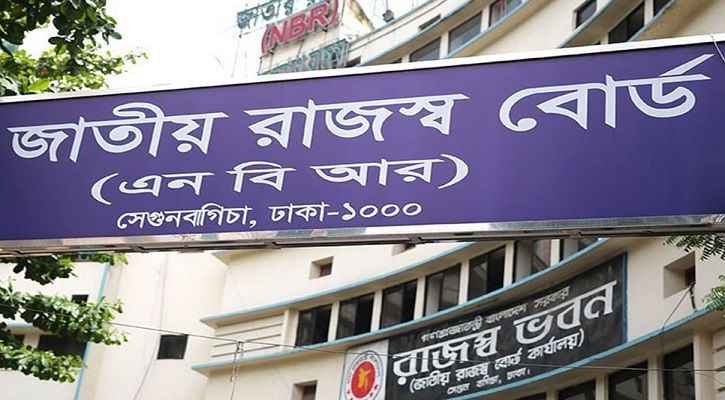 জাতীয় রা
(NBR)
জাতীয় রাজস্ব বোর্ড
(এন বি আর)
সেগুনবাগিচা, ঢাকা-১০০০
গণপ্রজাতন্ত্রী বাংলাদেশ সরকার
রাজস্ব ভবন
(জাতীয় রাজস্ব বোর্ড কার্যালয়)
সেগুন বাগিচা, ঢাকা।